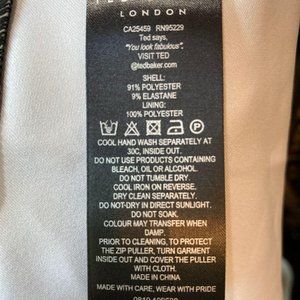 LONDON
CA25459 RN95229
Ted says,
"You look fabulous".
VISIT TED
@tedbaker.com
SHELL:
91% POLYESTER
9% ELASTANE
LINING:
100% POLYESTER
P
COOL HAND WASH SEPARATELY AT
30C, INSIDE OUT.
DO NOT USE PRODUCTS CONTAINING
BLEACH, OIL OR ALCOHOL.
DO NOT TUMBLE DRY.
COOL IRON ON REVERSE.
DRY CLEAN SEPARATELY.
DO NOT-DRY IN DIRECT SUNLIGHT.
DO NOT SOAK.
COLOUR MAY TRANSFER WHEN
DAMP.
PRIOR TO CLEANING, TO PROTECT
THE ZIP PULLER, TURN GARMENT
INSIDE OUT AND COVER THE PULLER
WITH CLOTH.
MADE IN CHINA
MADE WITH CARE, WEAR WITH PRIDE